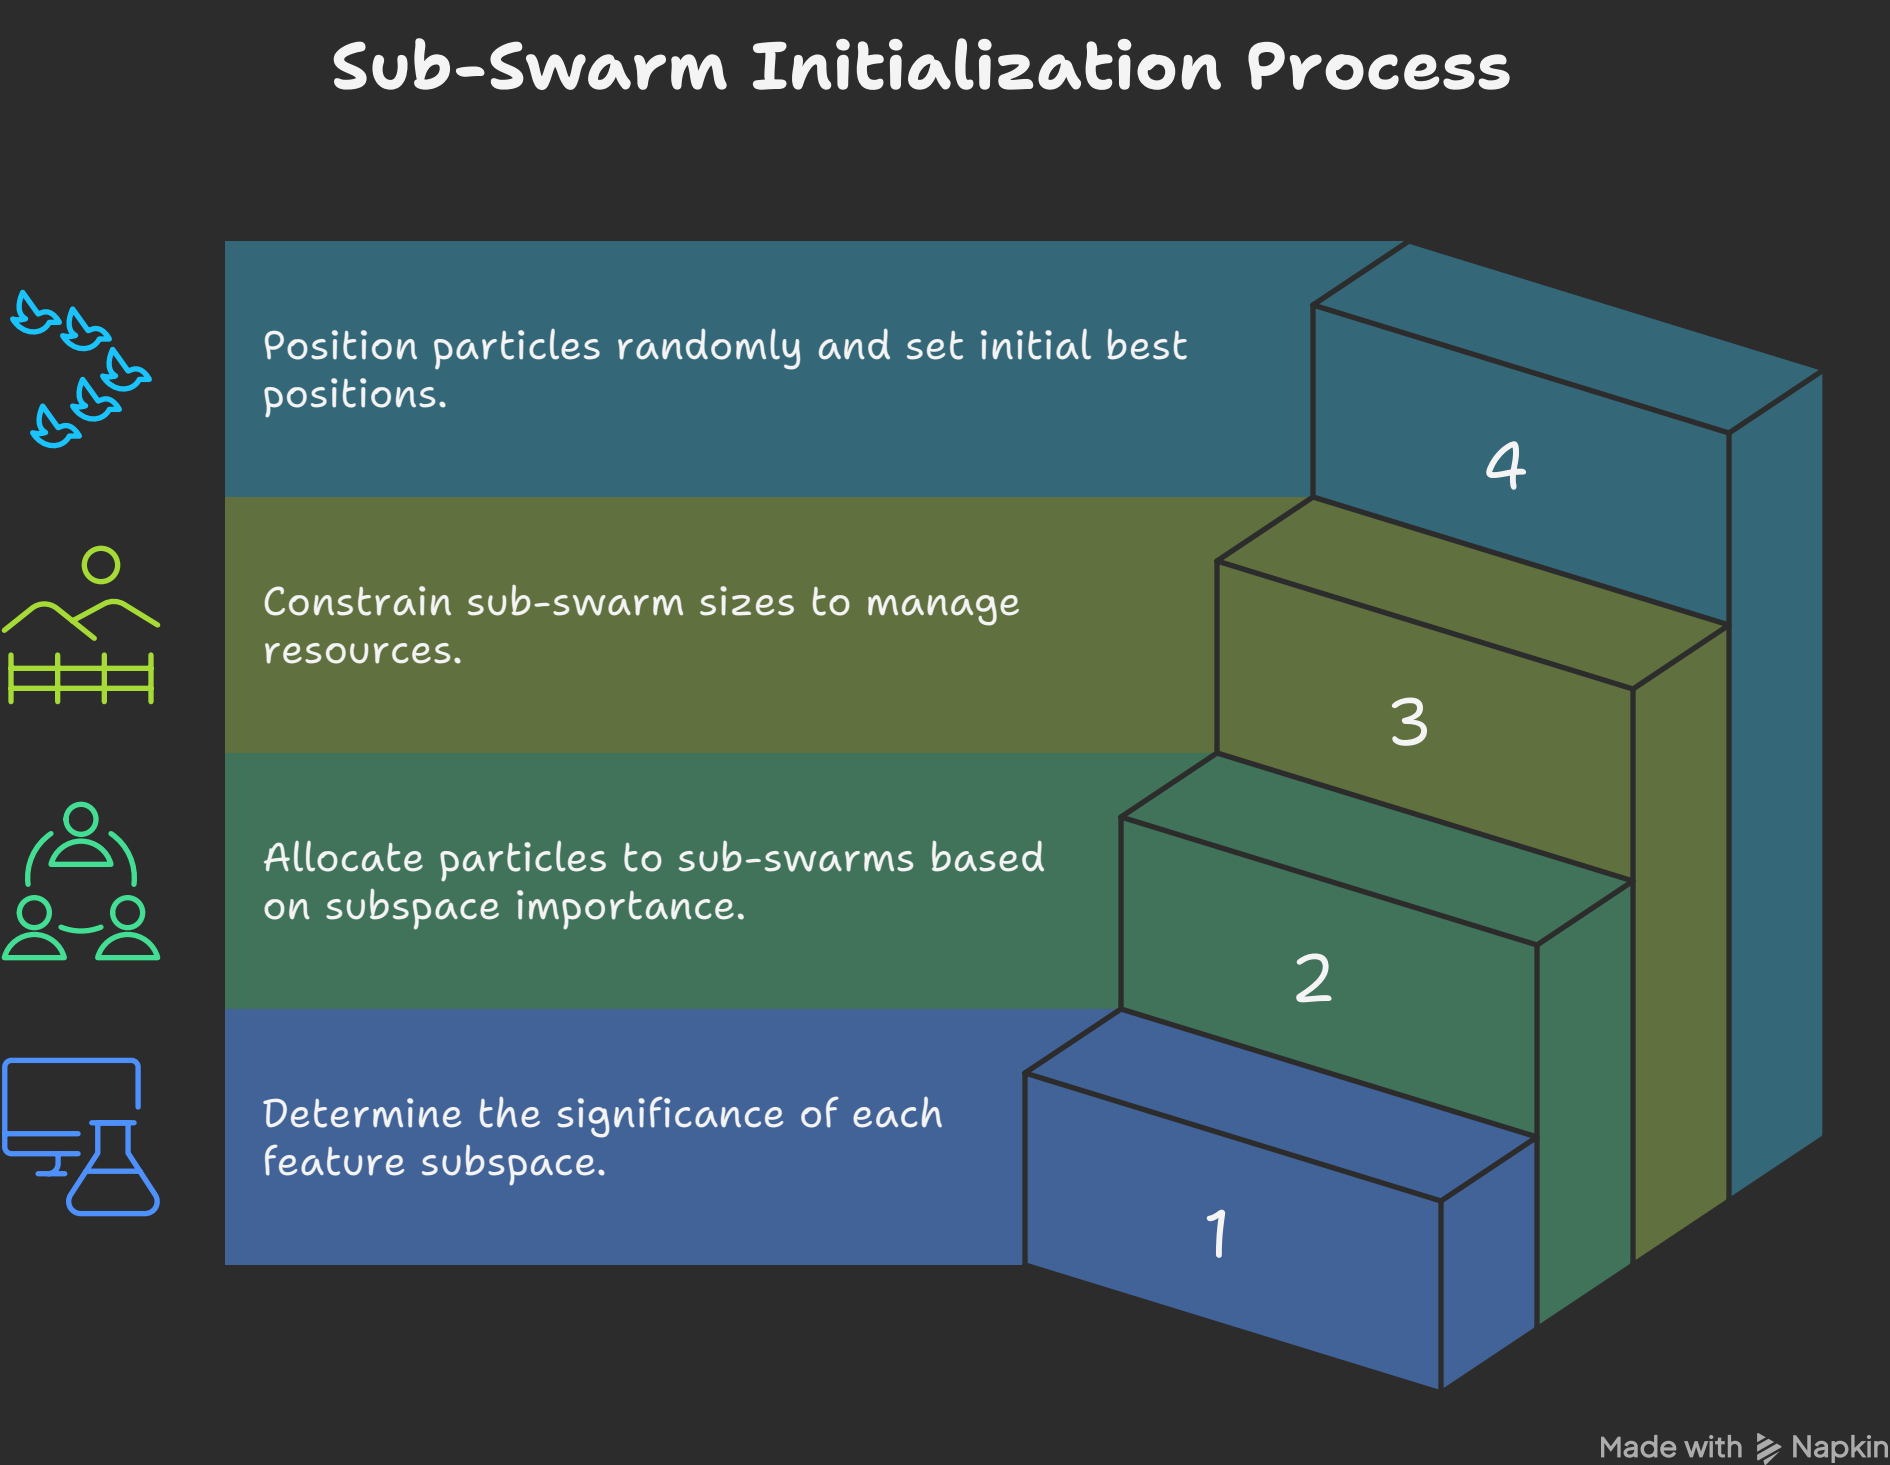 Sub-Swarm Initialization Process
Position particles randomly and set initial best
positions.
4
Constrain sub-swarm sizes to manage
resources.
3
Allocate particles to sub-swarms based
on subspace importance.
2
Determine the significance of each
feature subspace.
1
Made with Napkin